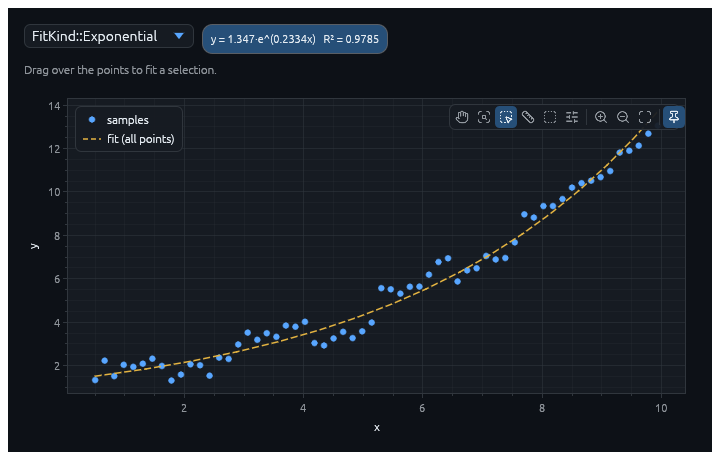 FitKind::Exponential
y = 1.347·e^(0.2334x) R² = 0.9785
Drag over the points to fit a selection.
14
12
10
8
6
4
2
y
samples
fit (all points)
2
4
6
8
10
x